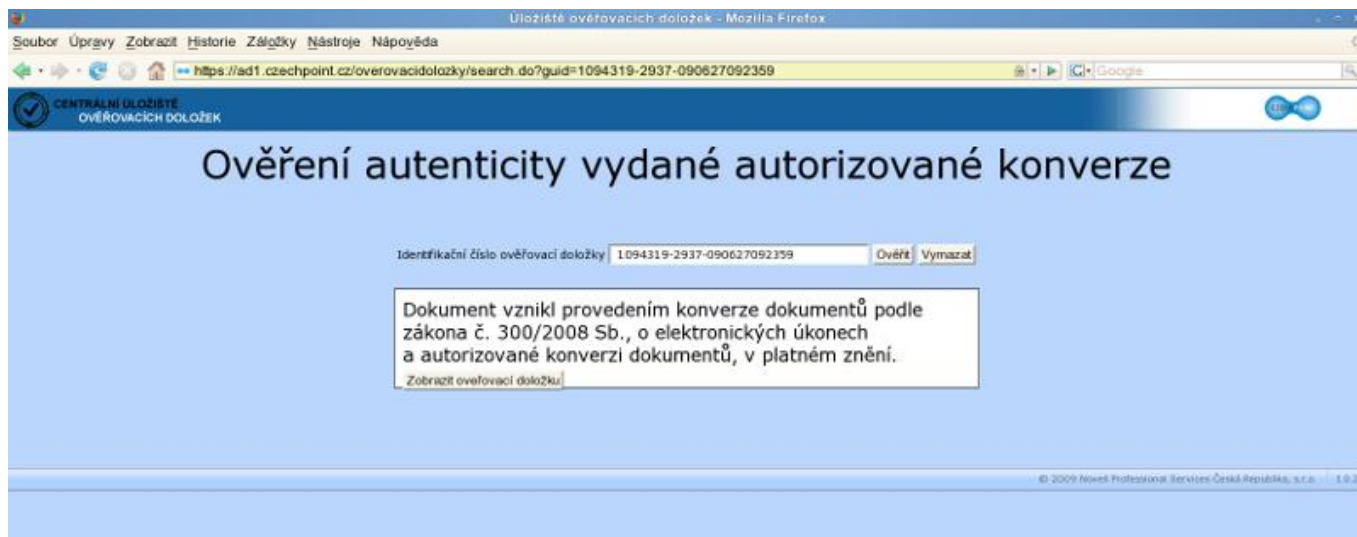 Úložiště ověřovacích doložek - Mozilla Firefox
Soubor Úpravy Zobrazit Historie Záložky Nástroje Nápověda
https://ad1.czechpoint.cz/overovacidolozky/search.do?guid=1094319-2937-090627092359
Google
CENTRÁLNÍ ÚLOŽIŠTĚ
OVĚŘOVACÍCH DOLOŽEK
Ověření autenticity vydané autorizované konverze
Identifikační číslo ověřovací doložky 1094319-2937-090627092359 Ověřit Vymazat
Dokument vznikl provedením konverze dokumentů podle
zákona č. 300/2008 Sb., o elektronických úkonech
a autorizované konverzi dokumentů, v platném znění.
Zobrazit ověřovací doložku
© 2009 Novell Professional Services Česká Republika, s.r.o.